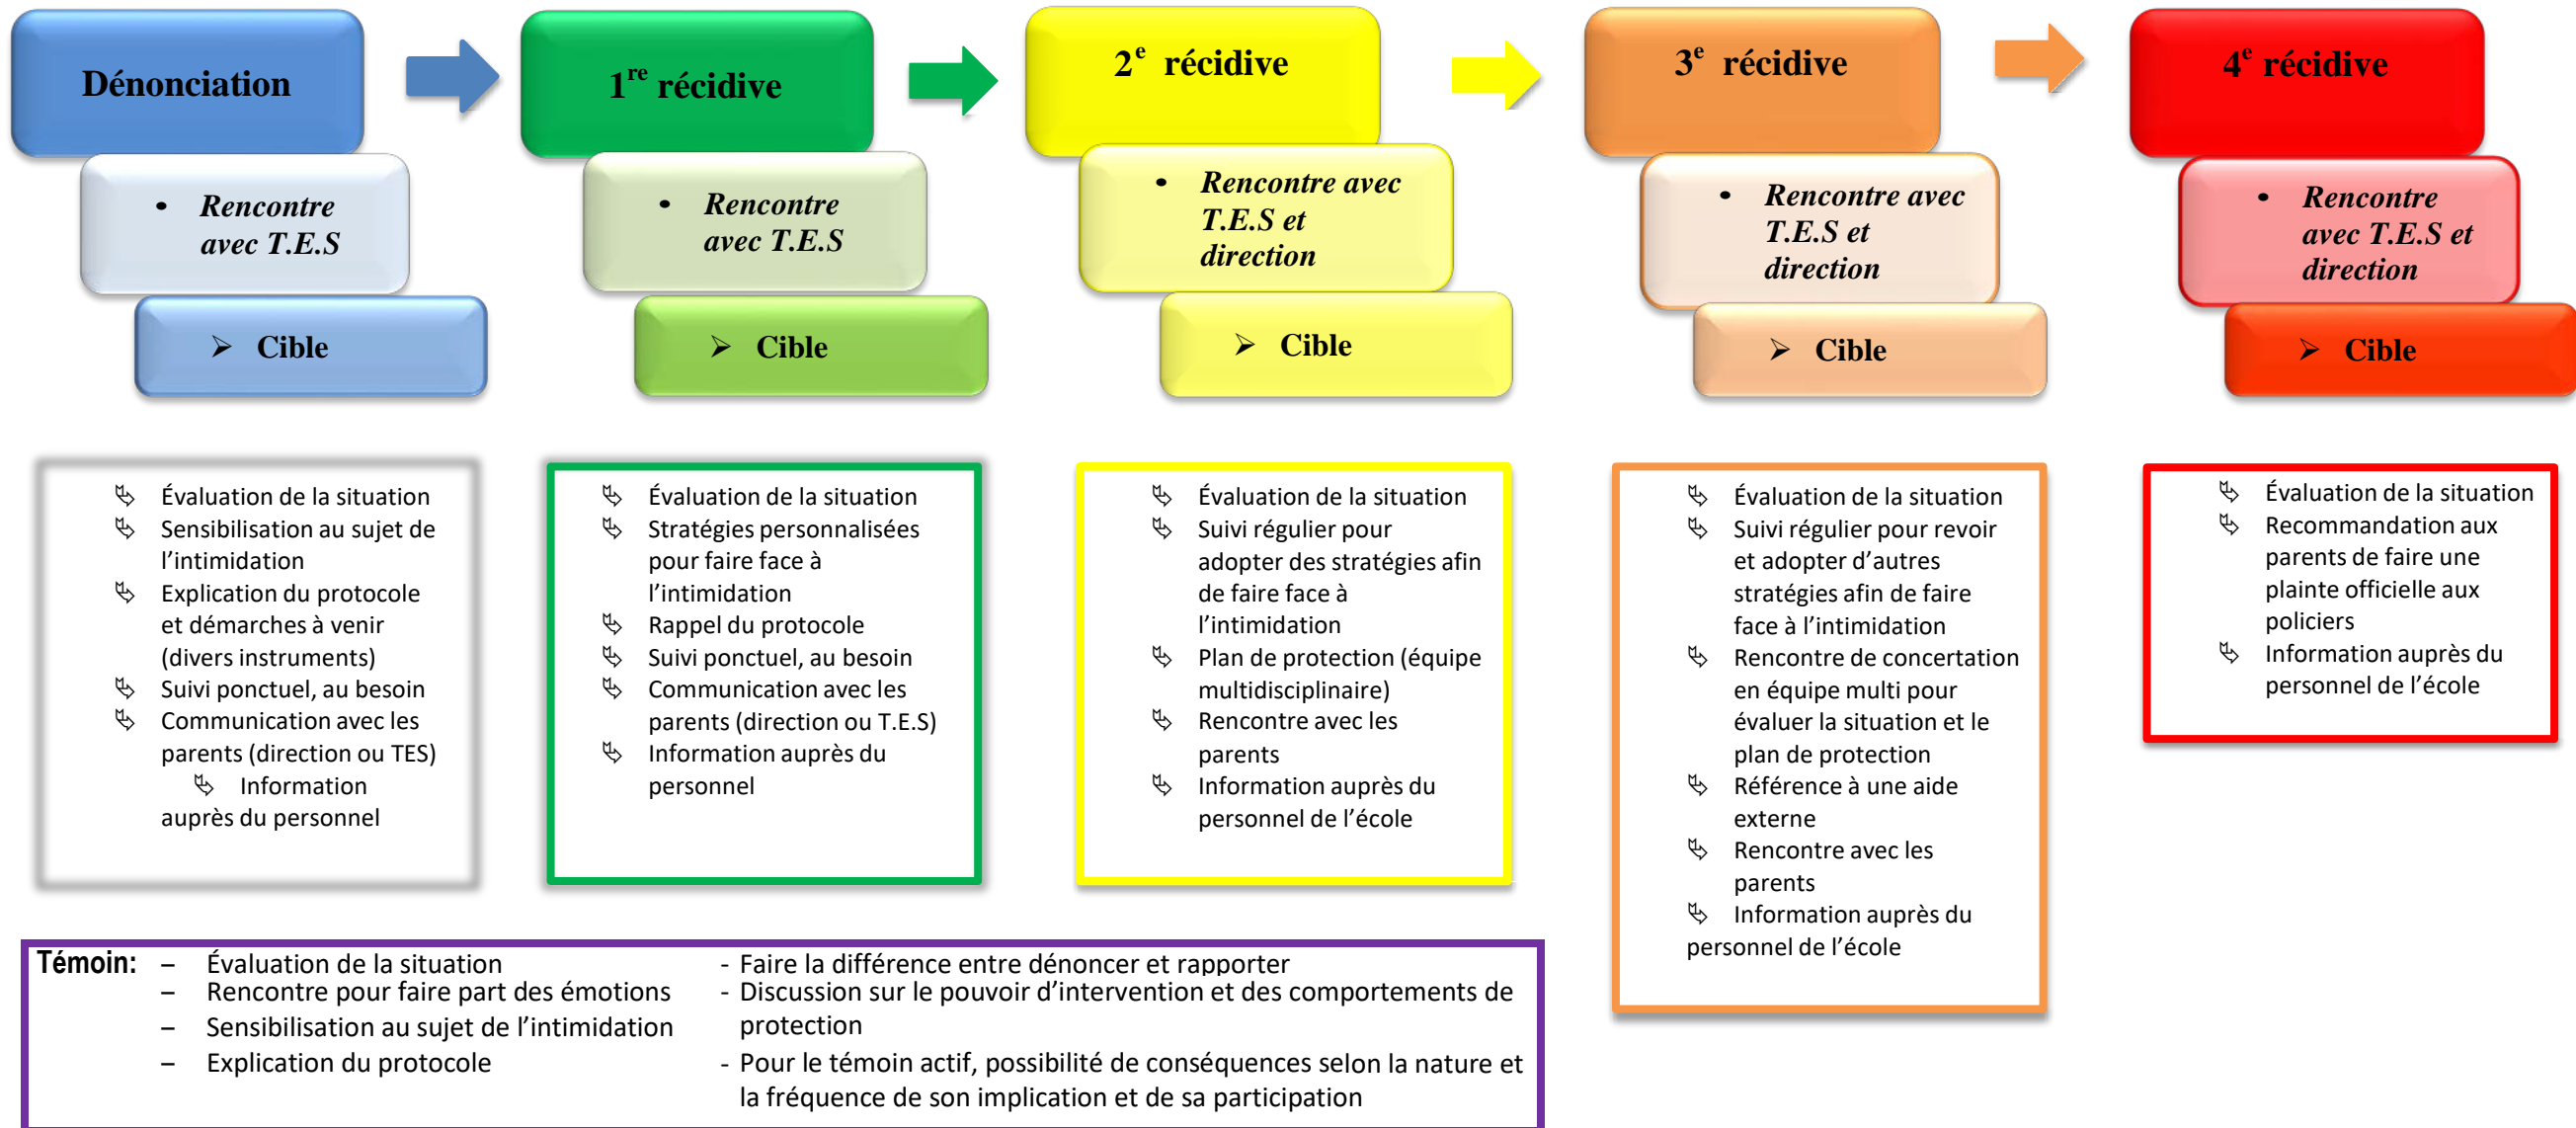 Dénonciation
• Rencontre
avec T.E.S
➢ Cible
1re récidive
• Rencontre
avec T.E.S
➢ Cible
2e récidive
• Rencontre avec
T.E.S et
direction
➢ Cible
3e récidive
• Rencontre avec
T.E.S et
direction
➢ Cible
4e récidive
• Rencontre
avec T.E.S et
direction
➢ Cible
Évaluation de la situation
Sensibilisation au sujet de
l’intimidation
Explication du protocole
et démarches à venir
(divers instruments)
Suivi ponctuel, au besoin
Communication avec les
parents (direction ou TES)
Information
auprès du personnel
Évaluation de la situation
Stratégies personnalisées
pour faire face à
l’intimidation
Rappel du protocole
Suivi ponctuel, au besoin
Communication avec les
parents (direction ou T.E.S)
Information auprès du
personnel
Évaluation de la situation
Suivi régulier pour
adopter des stratégies afin
de faire face à
l’intimidation
Plan de protection (équipe
multidisciplinaire)
Rencontre avec les
parents
Information auprès du
personnel de l’école
Évaluation de la situation
Suivi régulier pour revoir
et adopter d’autres
stratégies afin de faire
face à l’intimidation
Rencontre de concertation
en équipe multi pour
évaluer la situation et le
plan de protection
Référence à une aide
externe
Rencontre avec les
parents
Information auprès du
personnel de l’école
Évaluation de la situation
Recommandation aux
parents de faire une
plainte officielle aux
policiers
Information auprès du
personnel de l’école
Témoin:
– Évaluation de la situation
– Rencontre pour faire part des émotions
– Sensibilisation au sujet de l’intimidation
– Explication du protocole
- Faire la différence entre dénoncer et rapporter
- Discussion sur le pouvoir d’intervention et des comportements de
protection
- Pour le témoin actif, possibilité de conséquences selon la nature et
la fréquence de son implication et de sa participation